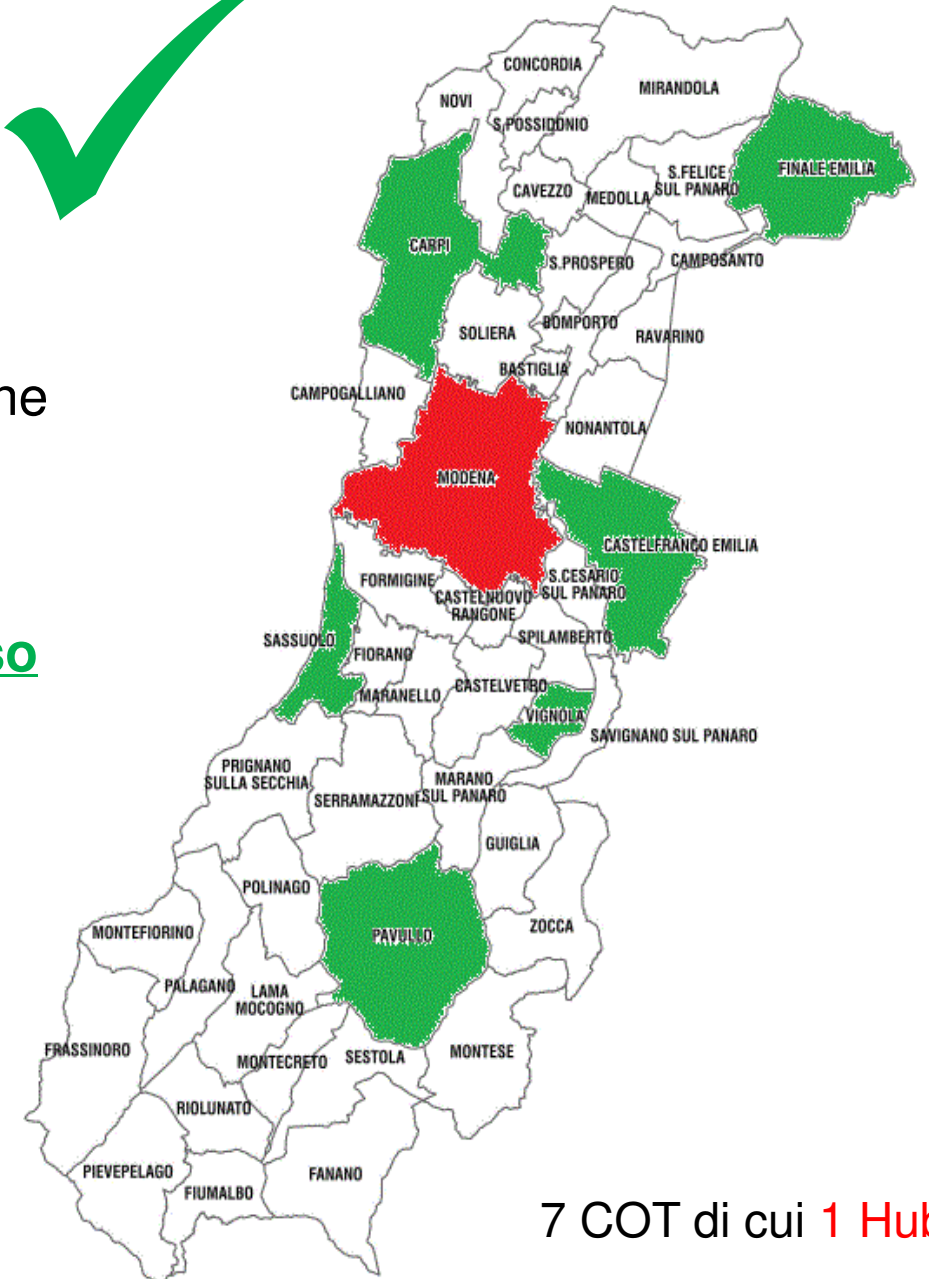 CONCORDIA
MIRANDOLA
NOVI
S.POSSIDONIO
FINALE EMILIA
S.FELICE
SUL PANARO
CAVEZZO
MEDOLLA
CARPI
S.PROSPERO
CAMPOSANTO
SOLIERA
BOMPORTO
RAVARINO
BASTIGLIA
CAMPOGALLIANO
ne
NONANTOLA
MODENA
CASTELFRANCO EMILIA
FORMIGINE
S.CESARIO
SUL PANARO
CASTELNUOVO
RANGONE
SASSUOLO
SPILAMBERTO
so
FIORANO
MARANELLO
CASTELVETRO
VIGNOLA
SAVIGNANO SUL PANARO
PRIGNANO
SULLA SECCHIA
SERRAMAZZONI
MARANO
SUL PANARO
GUIGLIA
POLINAGO
ZOCCA
MONTEFIORINO
PAVULLO
PALAGANO
LAMA
MOCOGNO
FRASSINORO
MONTECRETO
SESTOLA
MONTESE
RIOLUNATO
PIEVEPELAGO
FIUMALBO
FANANO
7 COT di cui 1 Hub